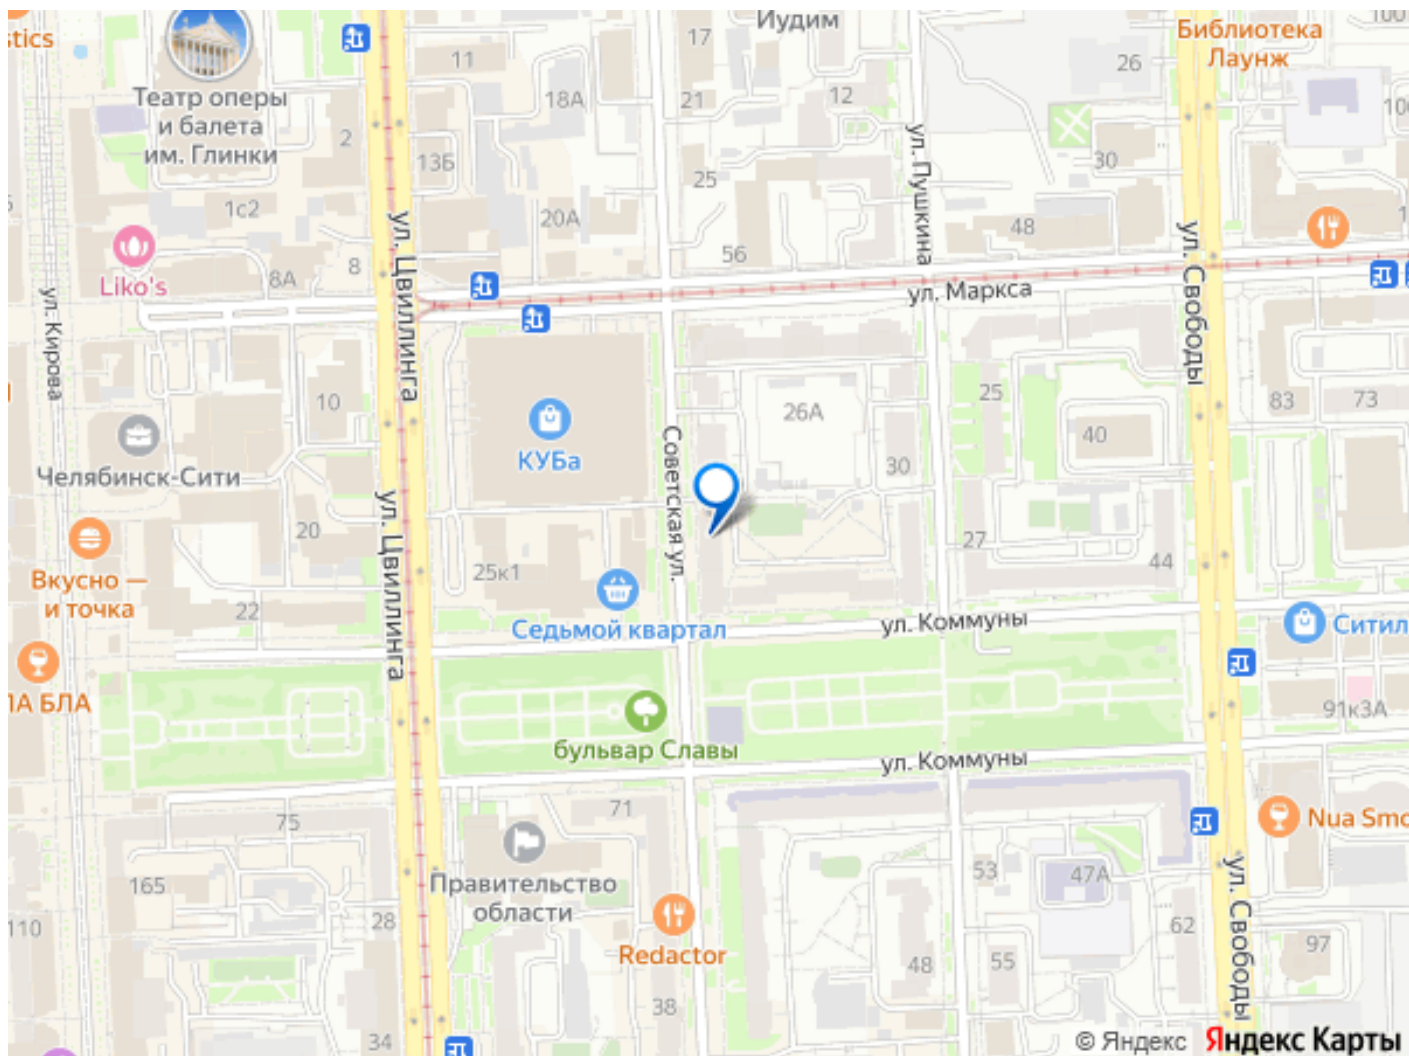 Иудим
Библиотека
Лаунж
stics
17
11
26
100
Театр оперы
и балета
им. Глинки
18А
21
12
2
13Б
30
ул. Пушкина
25
1с2
20А
48
56
8
8А
Liko's
ул. Цвиллинга
ул. Маркса
ул. Свободы
ул. Кирова
10
26А
25
83
73
40
КУБа
Советская ул.
30
Челябинск-Сити
ул. Цвиллинга
20
27
44
25к1
Вкусно —
и точка
22
Седьмой квартал
ул. Коммуны
Ситил
ЛА БЛА
91к3А
бульвар Славы
ул. Коммуны
71
75
Nua Smo
Правительство
области
165
53
47А
28
110
62
ул. Свободы
Redactor
97
48
55
38
34
© Яндекс Яндекс Карты